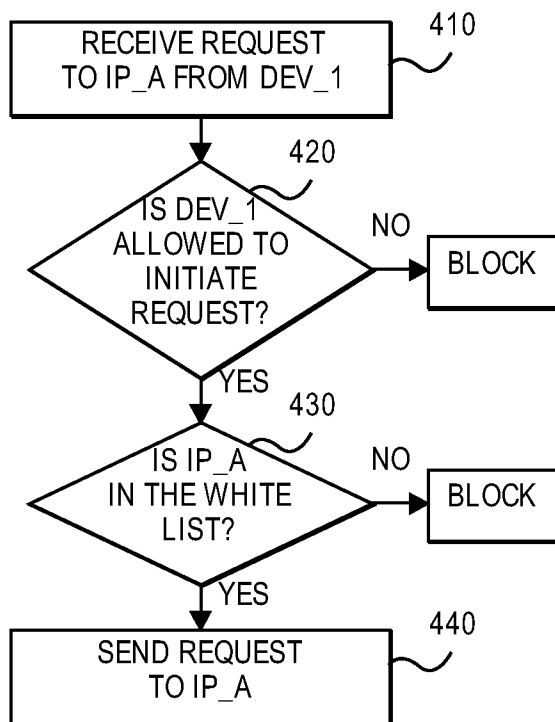 410
RECEIVE REQUEST
TO IP_A FROM DEV_1
420
IS DEV_1
ALLOWED TO
INITIATE
REQUEST?
NO
BLOCK
YES
430
IS IP_A
IN THE WHITE
LIST?
NO
BLOCK
YES
440
SEND REQUEST
TO IP_A